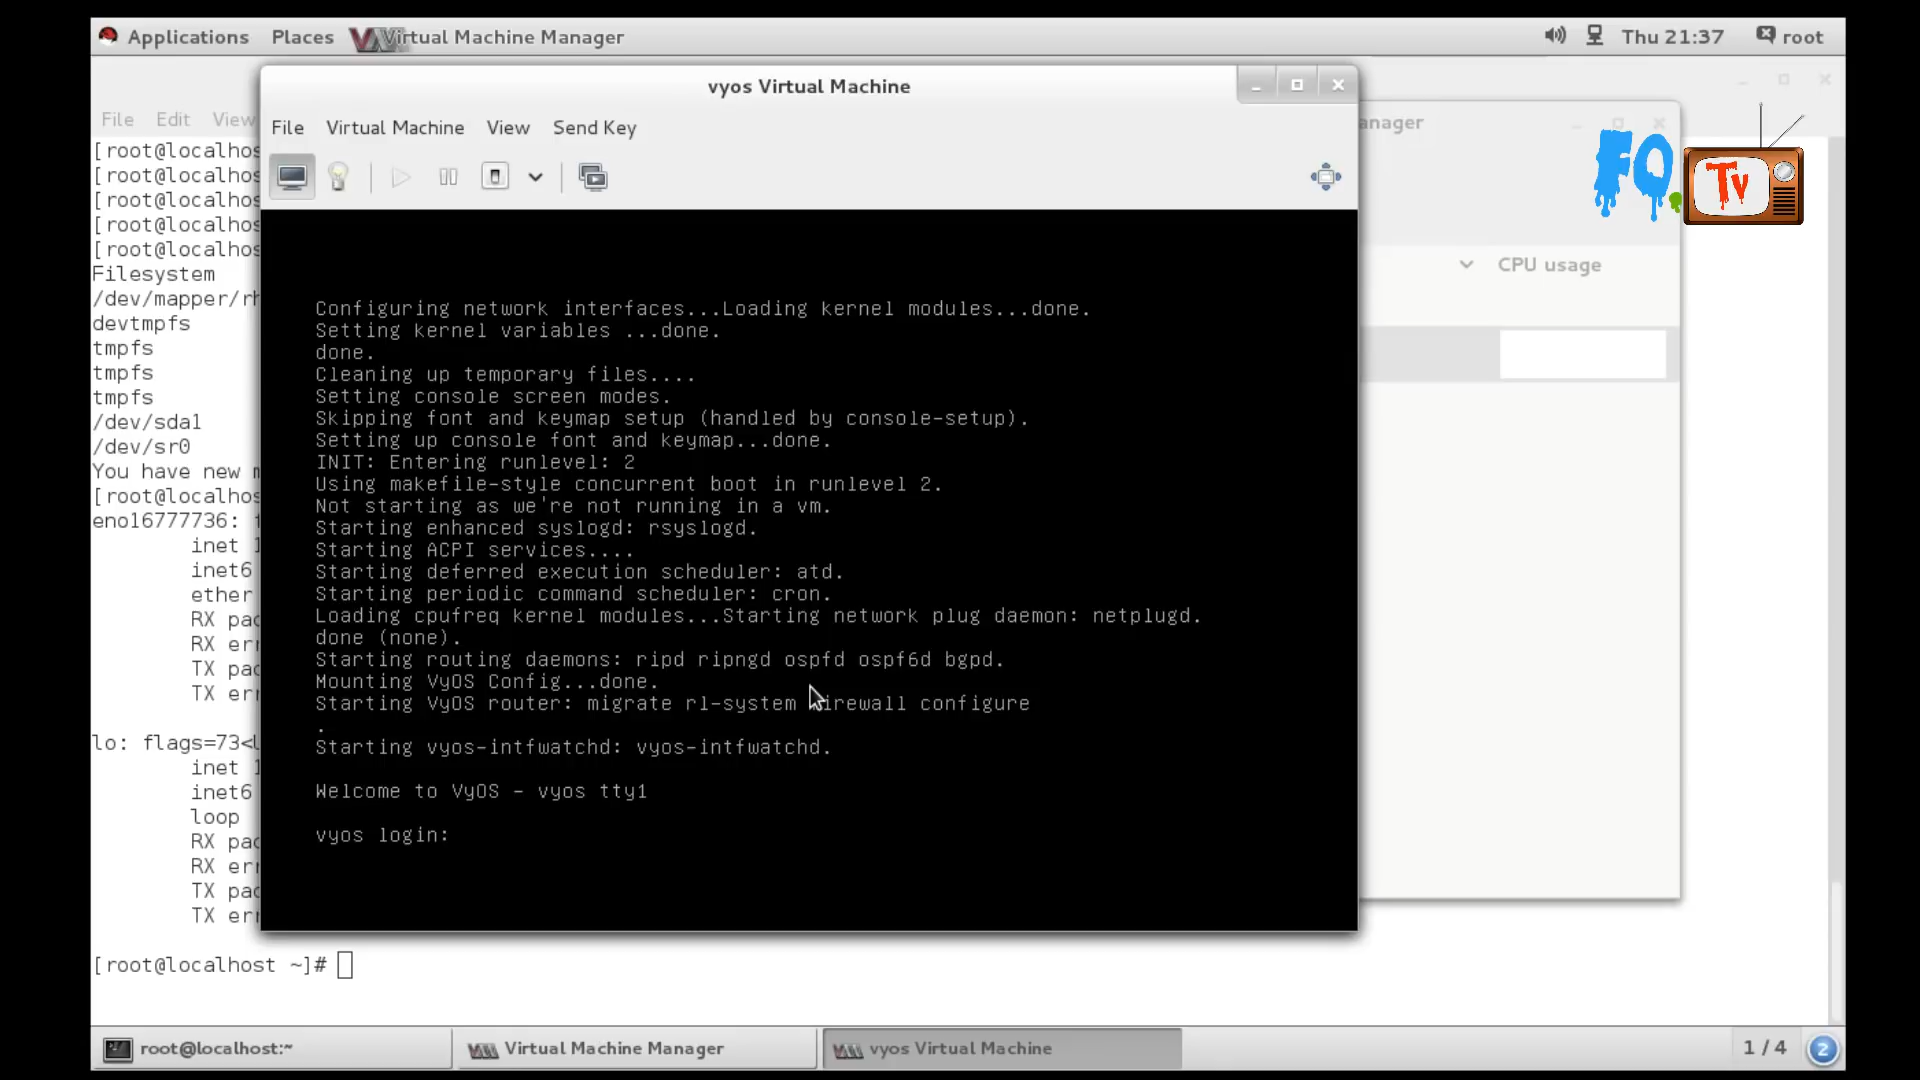 Applications Places Virtual Machine Manager Thu 21:37 root
vyos Virtual Machine
File Edit View
File Virtual Machine View Send Key
anager
FQ.
Tv
CPU usage
[root@localhos
[root@localhos
[root@localhos
[root@localhos
[root@localhos
Filesystem
/dev/mapper/rh
devtmpfs
tmpfs
tmpfs
tmpfs
/dev/sda1
/dev/sr0
You have new m
[root@localhos
eno16777736: f
inet 1
inet6
ether
RX pac
RX err
TX pac
TX err
lo: flags=73<L
inet 1
inet6
loop
RX pac
RX err
TX pac
TX err
[root@localhost ~]#
Configuring network interfaces...Loading kernel modules...done.
Setting kernel variables ...done.
done.
Cleaning up temporary files....
Setting console screen modes.
Skipping font and keymap setup (handled by console-setup).
Setting up console font and keymap...done.
INIT: Entering runlevel: 2
Using makefile-style concurrent boot in runlevel 2.
Not starting as we're not running in a vm.
Starting enhanced syslogd: rsyslogd.
Starting ACPI services....
Starting deferred execution scheduler: atd.
Starting periodic command scheduler: cron.
Loading cpufreq kernel modules...Starting network plug daemon: netplugd.
done (none).
Starting routing daemons: ripd ripngd ospfd ospf6d bgpd.
Mounting VyOS Config...done.
Starting VyOS router: migrate rl-system firewall configure
.
Starting vyos-intfwatchd: vyos-intfwatchd.
Welcome to VyOS - vyos tty1
vyos login:
root@localhost:~ Virtual Machine Manager vyos Virtual Machine 1 / 4 2